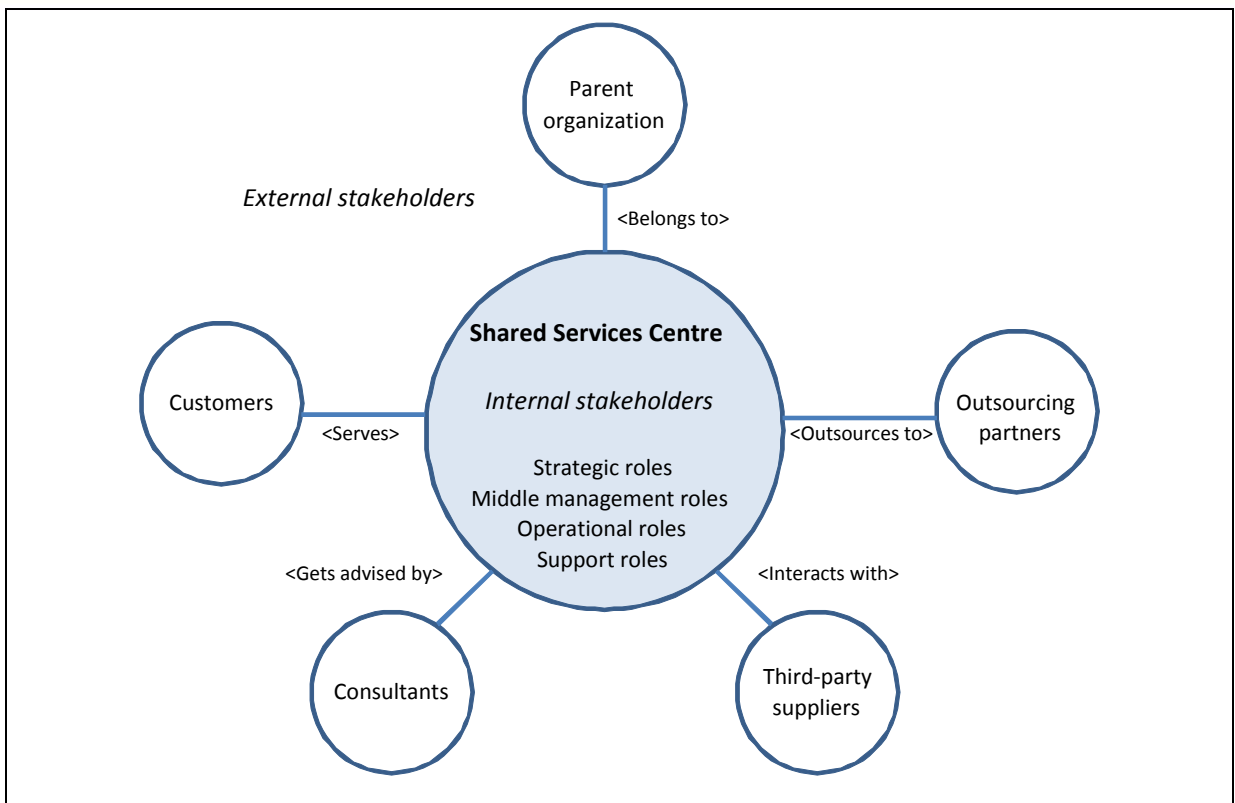 Parent
organization
External stakeholders
<Belongs to>
Shared Services Centre
Internal stakeholders
Customers
<Serves>
Outsourcing
partners
<Outsources to>
Strategic roles
Middle management roles
Operational roles
Support roles
<Gets advised by>
<Interacts with>
Consultants
Third-party
suppliers